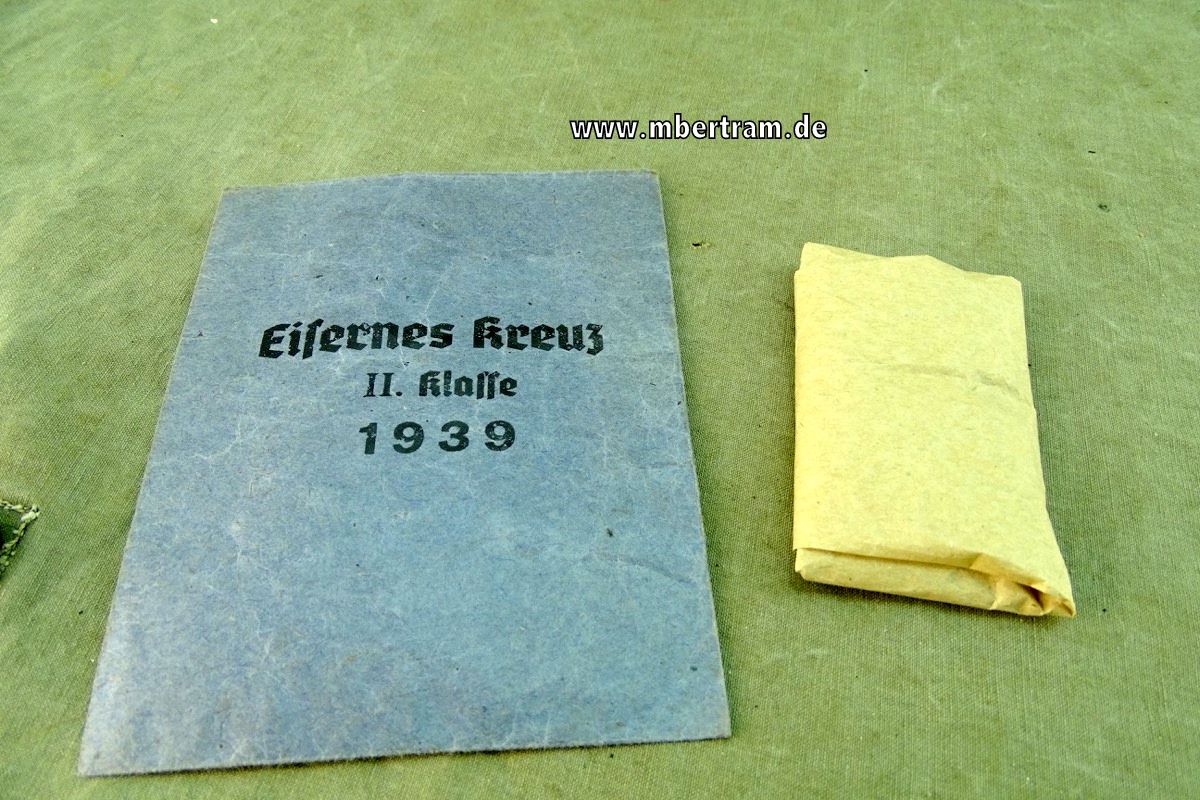 www.mbertram.de
Eisernes Kreuz
II. Klasse
1939